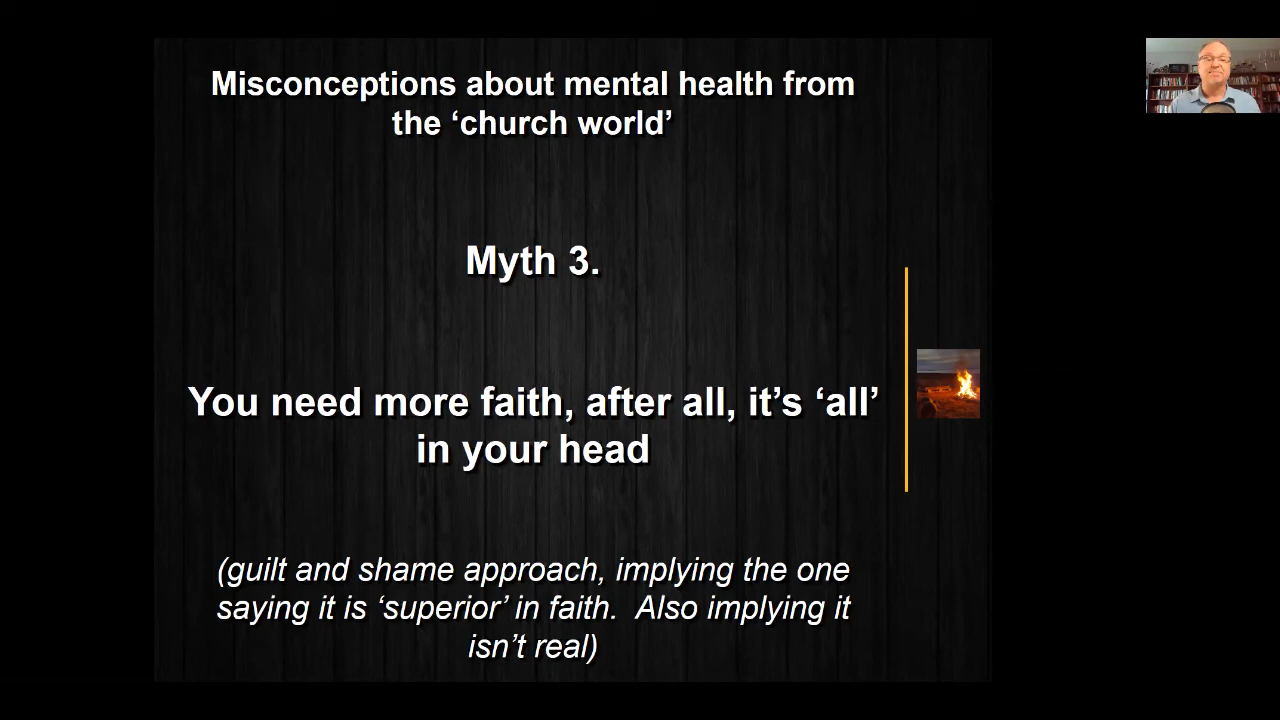 Misconceptions about mental health from
the ‘church world’
Myth 3.
You need more faith, after all, it’s ‘all’
in your head
(guilt and shame approach, implying the one
saying it is ‘superior’ in faith.  Also implying it
isn’t real)